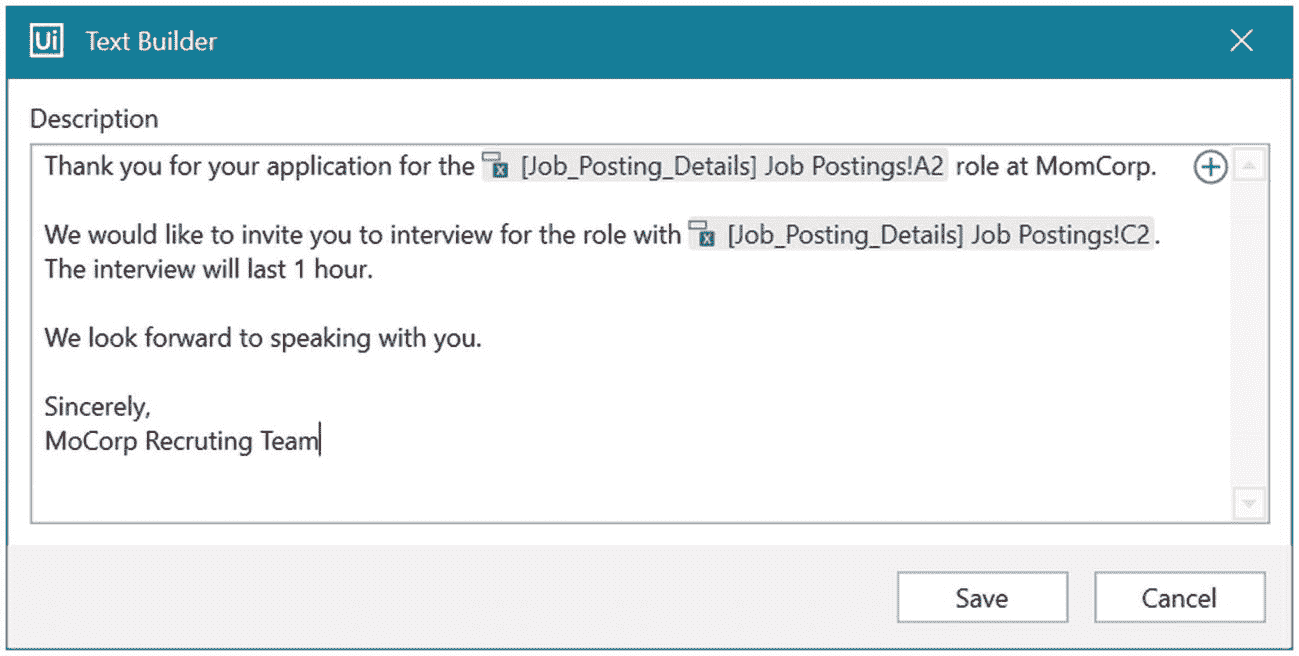 Ui Text Builder
Description
Thank you for your application for the [Job_Posting_Details] Job Postings!A2 role at MomCorp.
We would like to invite you to interview for the role with [Job_Posting_Details] Job Postings!C2.
The interview will last 1 hour.
We look forward to speaking with you.
Sincerely,
MoCorp Recruting Team
Save Cancel